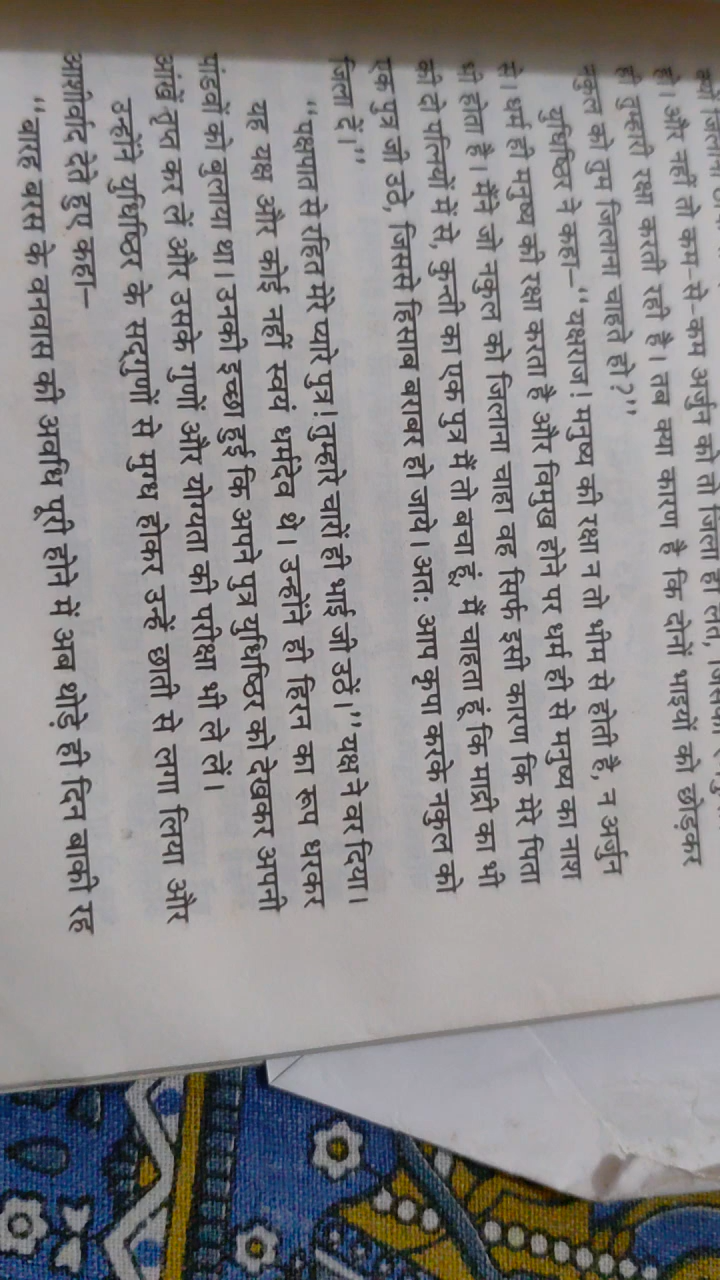 हो। और नहीं तो कम-से-कम अर्जुन को तो जिला ही लेते,
ही तुम्हारी रक्षा करती रही है। तब क्या कारण है कि दोनों भाइयों को छोड़कर
नकुल को तुम जिलाना चाहते हो?”
युधिष्ठिर ने कहा–“यक्षराज! मनुष्य की रक्षा न तो भीम से होती है, न अर्जुन
से। धर्म ही मनुष्य की रक्षा करता है और विमुख होने पर धर्म ही से मनुष्य का नाश
भी होता है। मैंने जो नकुल को जिलाना चाहा वह सिर्फ इसी कारण कि मेरे पिता
की दो पत्नियों में से, कुन्ती का एक पुत्र मैं तो बचा हूं, मैं चाहता हूं कि माद्री का भी
एक पुत्र जी उठे, जिससे हिसाब बराबर हो जाये। अतः आप कृपा करके नकुल को
जिला दें।”
“पक्षपात से रहित मेरे प्यारे पुत्र! तुम्हारे चारों ही भाई जी उठें।” यक्ष ने वर दिया।
यह यक्ष और कोई नहीं स्वयं धर्मदेव थे। उन्होंने ही हिरन का रूप धरकर
पांडवों को बुलाया था। उनकी इच्छा हुई कि अपने पुत्र युधिष्ठिर को देखकर अपनी
आंखें तृप्त कर लें और उसके गुणों और योग्यता की परीक्षा भी ले लें।
उन्होंने युधिष्ठिर के सद्गुणों से मुग्ध होकर उन्हें छाती से लगा लिया और
आशीर्वाद देते हुए कहा–
“बारह बरस के वनवास की अवधि पूरी होने में अब थोड़े ही दिन बाकी रह